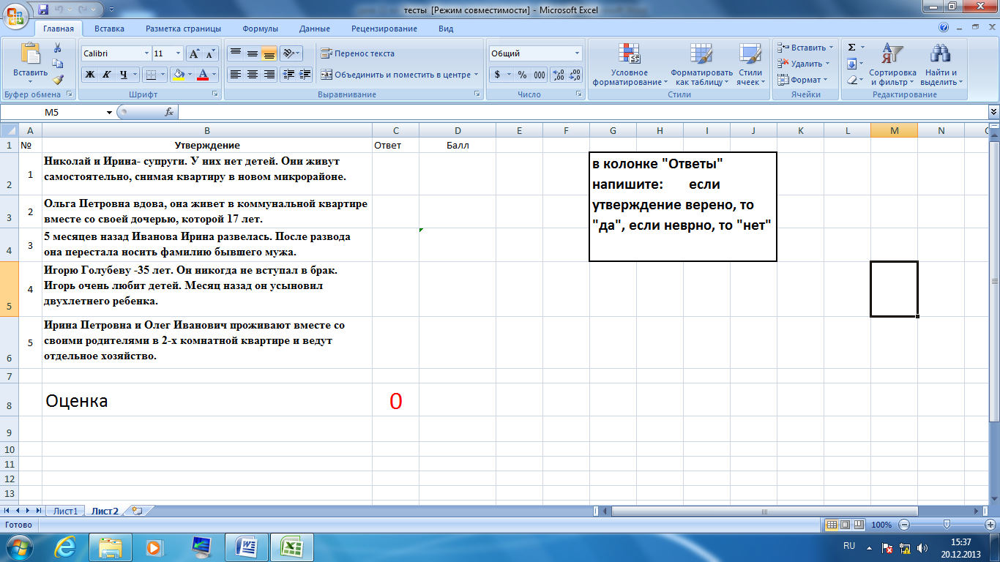 тесты [Режим совместимости] - Microsoft Excel
Главная Вставка Разметка страницы Формулы Данные Рецензирование Вид
Вставить
Буфер обмена
Calibri 11
Ж К Ч
Шрифт
Перенос текста
Объединить и поместить в центре
Выравнивание
Общий
$ % 000
Число
Условное форматирование
Форматировать как таблицу
Стили ячеек
Стили
Вставить
Удалить
Формат
Ячейки
Σ
Сортировка и фильтр
Найти и выделить
Редактирование
M5 fx
A B C D E F G H I J K L M N
1 № Утверждение Ответ Балл
2 1 Николай и Ирина- супруги. У них нет детей. Они живут
самостоятельно, снимая квартиру в новом микрорайоне.
3 2 Ольга Петровна вдова, она живет в коммунальной квартире
вместе со своей дочерью, которой 17 лет.
4 3 5 месяцев назад Иванова Ирина развелась. После развода
она перестала носить фамилию бывшего мужа.
5 4 Игорю Голубеву -35 лет. Он никогда не вступал в брак.
Игорь очень любит детей. Месяц назад он усыновил
двухлетнего ребенка.
6 5 Ирина Петровна и Олег Иванович проживают вместе со
своими родителями в 2-х комнатной квартире и ведут
отдельное хозяйство.
7
8 Оценка 0
9
10
11
12
13
в колонке "Ответы"
напишите: если
утверждение верено, то
"да", если неврно, то "нет"
Лист1 Лист2
Готово 100%
RU 15:37
20.12.2013